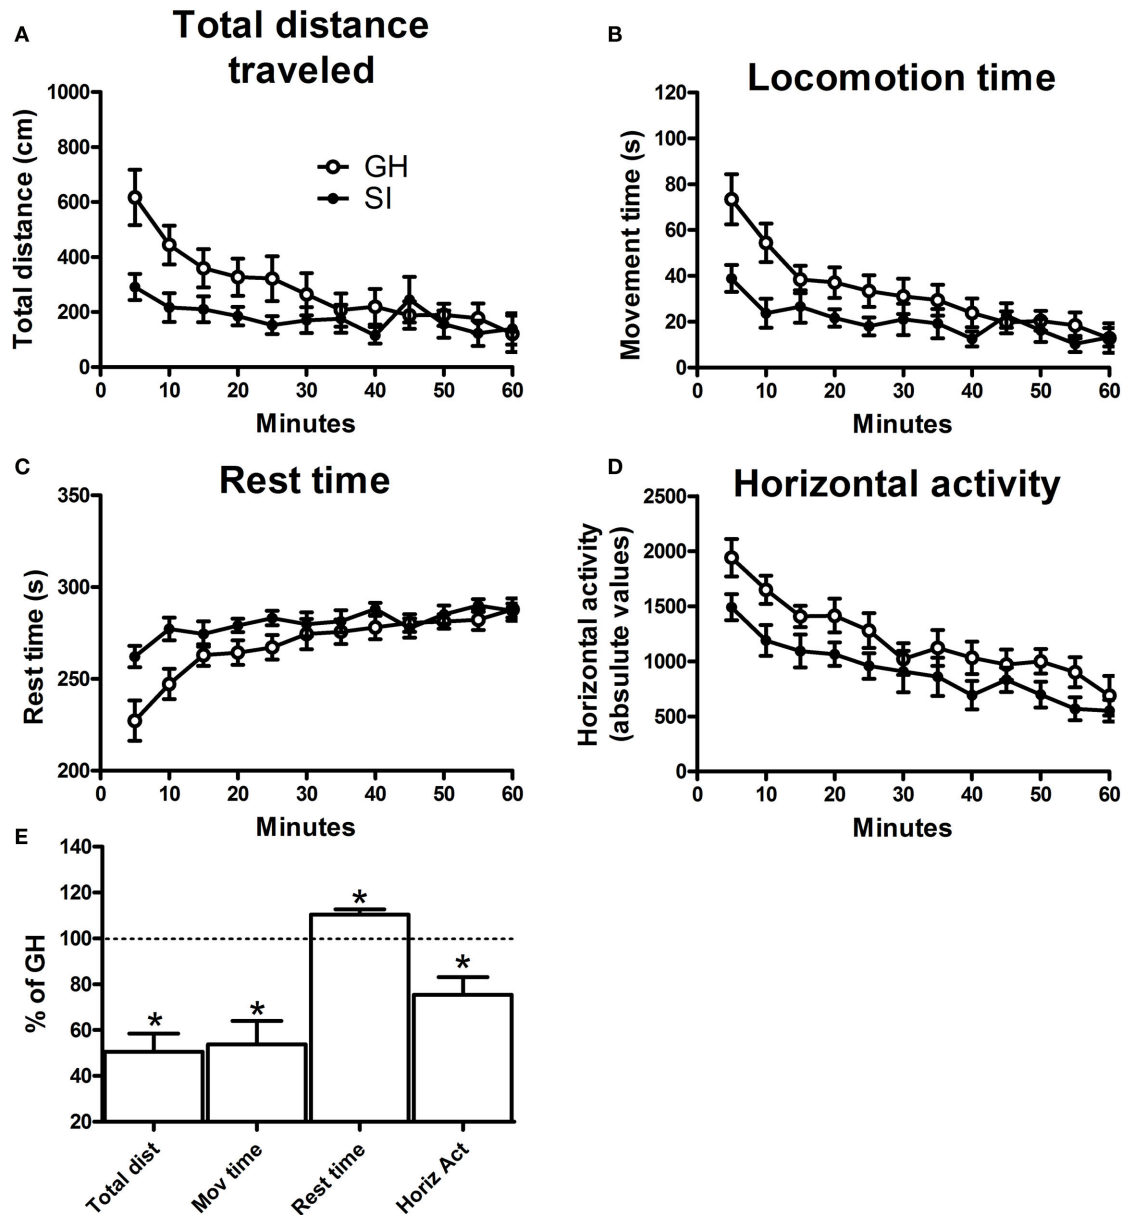 A
Total distance
traveled
Total distance (cm)
1000
800
600
400
200
0
GH
SI
0 10 20 30 40 50 60
Minutes
B
Locomotion time
Movement time (s)
120
100
80
60
40
20
0
0 10 20 30 40 50 60
Minutes
C
Rest time
Rest time (s)
350
300
250
200
0 10 20 30 40 50 60
Minutes
D
Horizontal activity
Horizontal activity
(absulute values)
2500
2000
1500
1000
500
0
0 10 20 30 40 50 60
Minutes
E
% of GH
140
120
100
80
60
40
20
* * * *
Total dist
Mov time
Rest time
Horiz Act